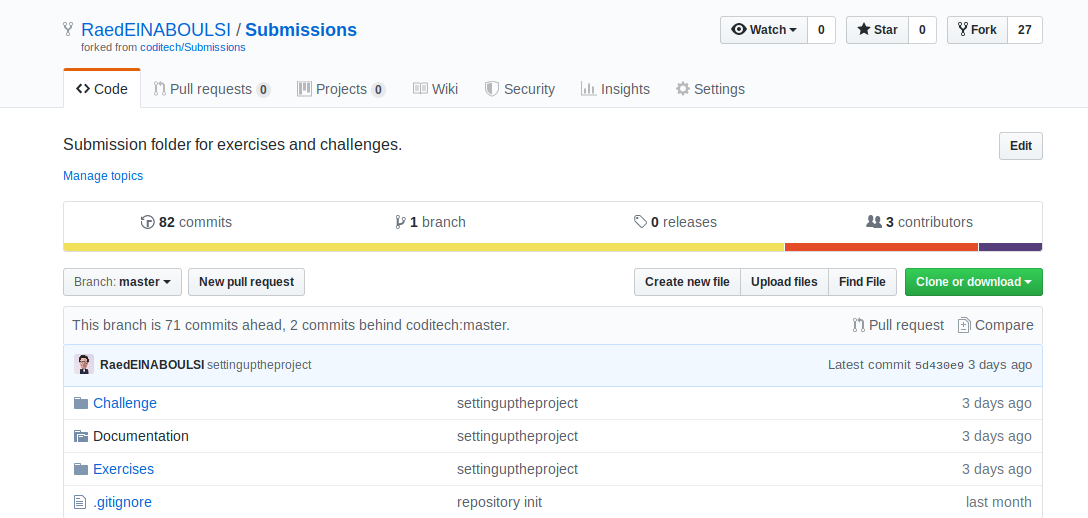 RaedElNABOULSI / Submissions
forked from coditech/Submissions
Watch 0 Star 0 Fork 27
Code Pull requests 0 Projects 0 Wiki Security Insights Settings
Submission folder for exercises and challenges. Edit
Manage topics
82 commits 1 branch 0 releases 3 contributors
Branch: master New pull request Create new file Upload files Find File Clone or download
This branch is 71 commits ahead, 2 commits behind coditech:master. Pull request Compare
RaedElNABOULSI settinguptheproject Latest commit 5d430e9 3 days ago
Challenge settinguptheproject 3 days ago
Documentation settinguptheproject 3 days ago
Exercises settinguptheproject 3 days ago
.gitignore repository init last month